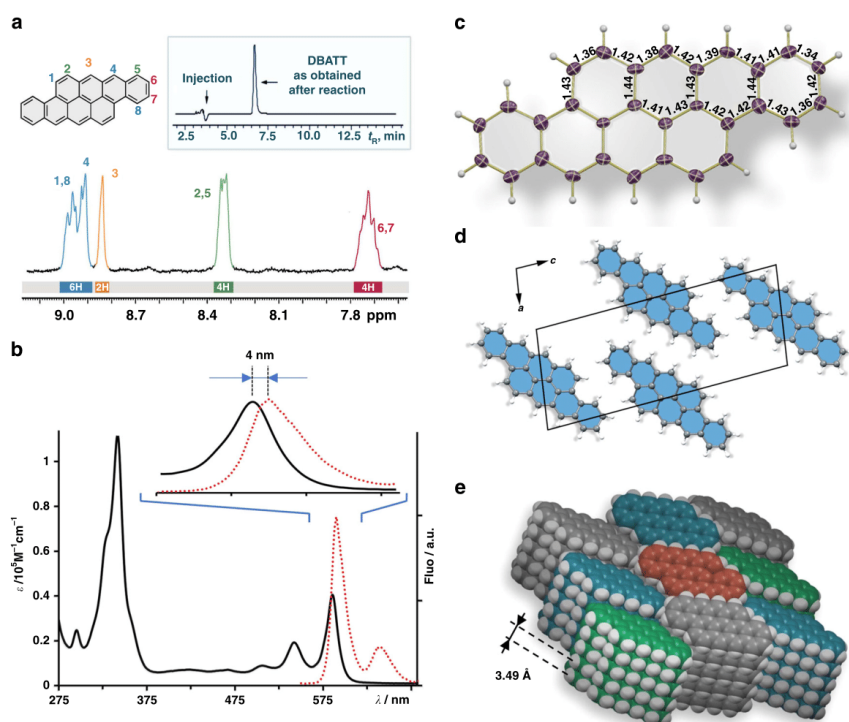 a
1
2
3
4
5
6
7
8
Injection
DBATT
as obtained
after reaction
2.5
5.0
7.5
10.0
12.5
tR, min
1,8
4
3
2,5
6,7
6H
2H
4H
4H
9.0
8.7
8.4
8.1
7.8 ppm
b
4 nm
ε /10⁵M⁻¹cm⁻¹
1
0.8
0.6
0.4
0.2
0
275
375
475
575
λ / nm
Fluo / a.u.
c
1.36
1.42
1.38
1.42
1.39
1.41
1.41
1.34
1.43
1.44
1.43
1.44
1.42
1.41
1.43
1.42
1.42
1.43
1.36
d
c
a
e
3.49 Å